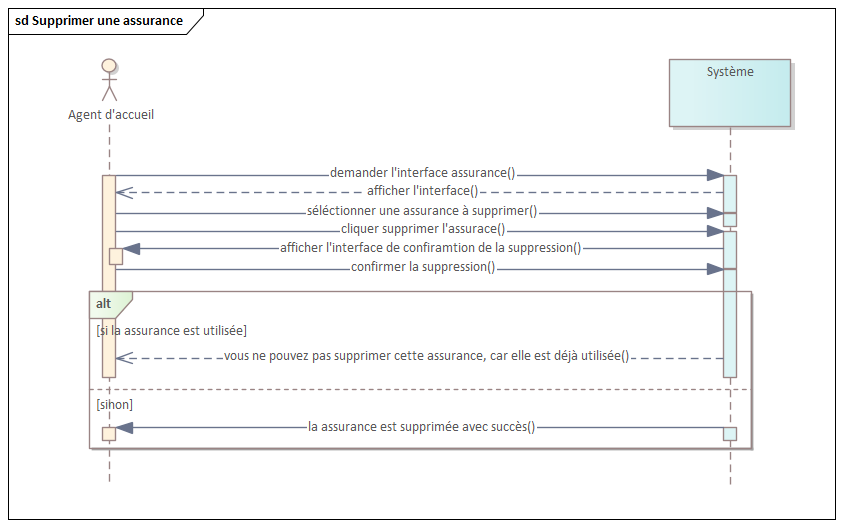 sd Supprimer une assurance
Agent d'accueil
Système
demander l'interface assurance()
afficher l'interface()
séléctionner une assurance à supprimer()
cliquer supprimer l'assurace()
afficher l'interface de confiramtion de la suppression()
confirmer la suppression()
alt
[si la assurance est utilisée]
vous ne pouvez pas supprimer cette assurance, car elle est déjà utilisée()
[sinon]
la assurance est supprimée avec succès()